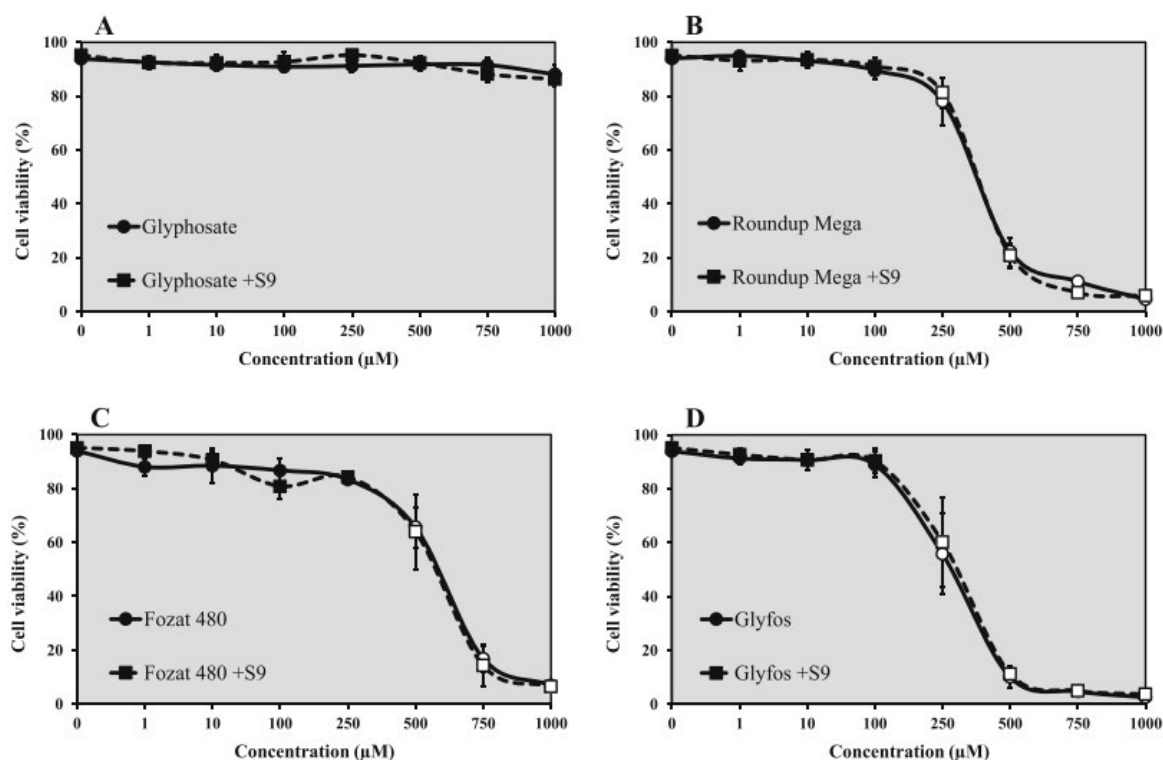 A
100
80
60
40
20
0
Cell viability (%)
Glyphosate
Glyphosate +S9
0 1 10 100 250 500 750 1000
Concentration (µM)
B
100
80
60
40
20
0
Cell viability (%)
Roundup Mega
Roundup Mega +S9
0 1 10 100 250 500 750 1000
Concentration (µM)
C
100
80
60
40
20
0
Cell viability (%)
Fozat 480
Fozat 480 +S9
0 1 10 100 250 500 750 1000
Concentration (µM)
D
100
80
60
40
20
0
Cell viability (%)
Glyfos
Glyfos +S9
0 1 10 100 250 500 750 1000
Concentration (µM)